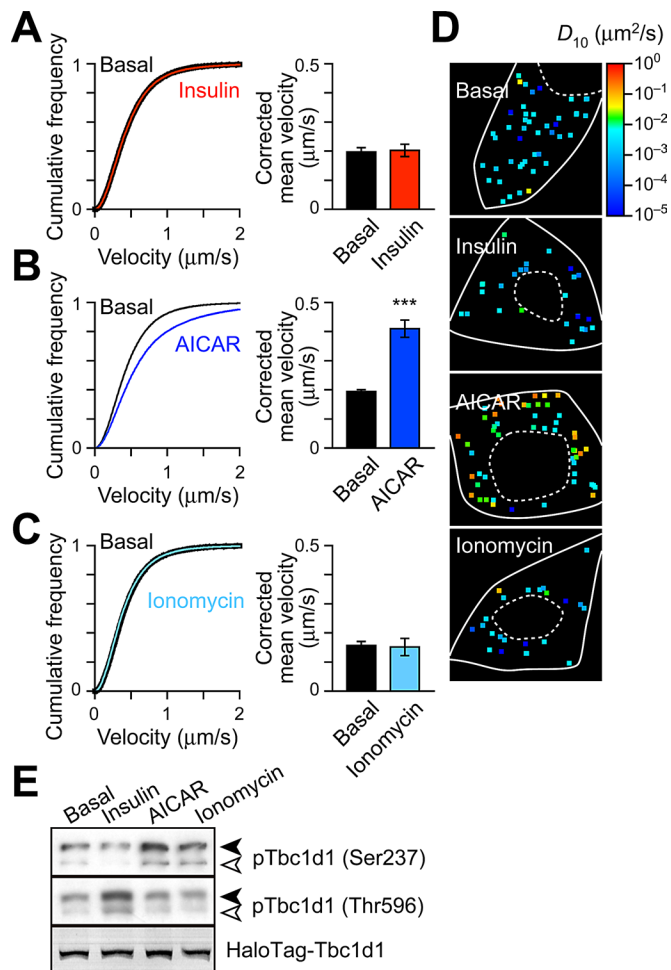 A
Cumulative frequency
1
0
Basal
Insulin
0
1
2
Velocity (μm/s)
Corrected
mean velocity
(μm/s)
0.5
0
Basal
Insulin
B
Cumulative frequency
1
0
Basal
AICAR
0
1
2
Velocity (μm/s)
Corrected
mean velocity
(μm/s)
0.5
0
***
Basal
AICAR
C
Cumulative frequency
1
0
Basal
Ionomycin
0
1
2
Velocity (μm/s)
Corrected
mean velocity
(μm/s)
0.5
0
Basal
Ionomycin
D
D₁₀ (μm²/s)
10⁰
10⁻¹
10⁻²
10⁻³
10⁻⁴
10⁻⁵
Basal
Insulin
AICAR
Ionomycin
E
Basal
Insulin
AICAR
Ionomycin
pTbc1d1 (Ser237)
pTbc1d1 (Thr596)
HaloTag-Tbc1d1